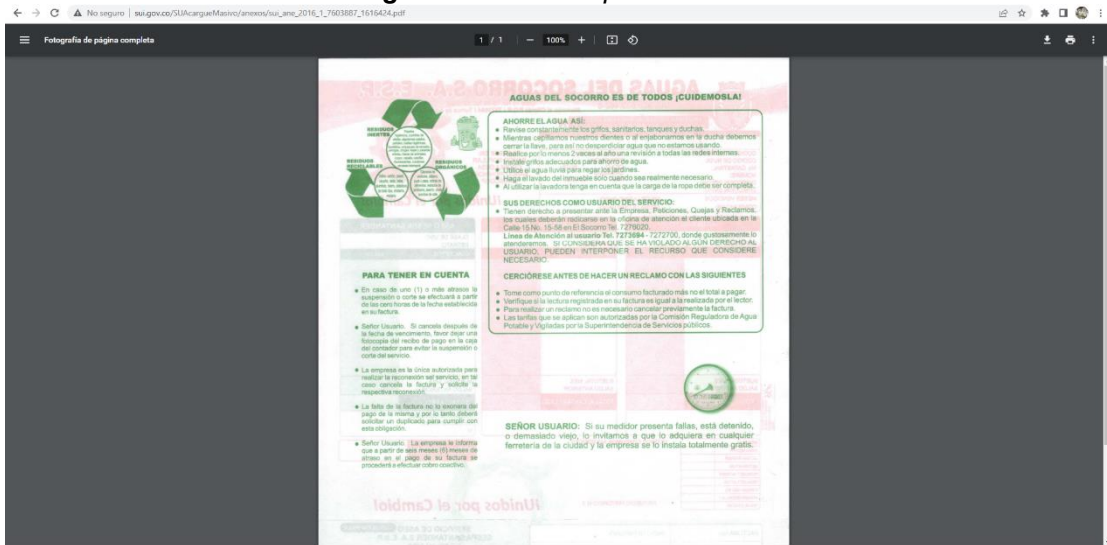 No seguro | sui.gov.co/SUAcargueMasivo/anexos/sui_ane_2016_1_7603887_1616424.pdf
Fotografía de página completa
1 / 1 | − 100% +
AGUAS DEL SOCORRO ES DE TODOS ¡CUIDEMOSLA!
RESIDUOS
INERTES
RESIDUOS
RECICLABLES
RESIDUOS
ORGÁNICOS
AHORRE EL AGUA ASÍ:
Revise constantemente los grifos, sanitarios, tanques y duchas.
Mientras cepillamos nuestros dientes o al enjabonarnos en la ducha debemos
cerrar la llave, para así no desperdiciar agua que no estamos usando.
Realice por lo menos 2 veces al año una revisión a todas las redes internas.
Instale grifos adecuados para ahorro de agua.
Utilice el agua lluvia para regar los jardines.
Haga el lavado del inmueble solo cuando sea realmente necesario.
Al utilizar la lavadora tenga en cuenta que la carga de la ropa debe ser completa.
SUS DERECHOS COMO USUARIO DEL SERVICIO:
Tienen derecho a presentar ante la Empresa, Peticiones, Quejas y Reclamos,
los cuales deberán radicarse en la oficina de atención al cliente ubicada en la
Calle 15 No. 15-56 en El Socorro Tel.
Línea de Atención al usuario Tel. 7273694 - 7272700, donde gustosamente lo
atenderemos. SI CONSIDERA QUE SE HA VIOLADO ALGÚN DERECHO AL
USUARIO, PUEDEN INTERPONER EL RECURSO QUE CONSIDERE
NECESARIO.
CERCIÓRESE ANTES DE HACER UN RECLAMO CON LAS SIGUIENTES
Tome como punto de referencia el consumo facturado más no el total a pagar.
Verifique si la lectura registrada en su factura es igual a la realizada por el lector.
Para realizar un reclamo no es necesario cancelar previamente la factura.
Las tarifas que se aplican son autorizadas por la Comisión Reguladora de Agua
Potable y Vigiladas por la Superintendencia de Servicios públicos.
PARA TENER EN CUENTA
En caso de uno (1) o más atrasos la
suspensión o corte se efectuará a partir
de las cero horas de la fecha establecida
en su factura.
Señor Usuario. Si cancela después de
la fecha de vencimiento, favor dejar una
fotocopia del recibo de pago en la caja
del contador para evitar la suspensión o
corte del servicio.
La empresa es la única autorizada para
realizar la reconexión del servicio, en tal
caso cancele la factura y solicite la
respectiva reconexión.
La falta de la factura no lo exonera del
pago de la misma y por lo tanto deberá
solicitar un duplicado para cumplir con
esta obligación.
Señor Usuario. La empresa le informa
que a partir de seis meses (6) meses de
atraso en el pago de su factura se
procederá a efectuar cobro coactivo.
SEÑOR USUARIO: Si su medidor presenta fallas, está detenido,
o demasiado viejo, lo invitamos a que lo adquiera en cualquier
ferretería de la ciudad y la empresa se lo instala totalmente gratis.
¡Unidos por el Cambio!